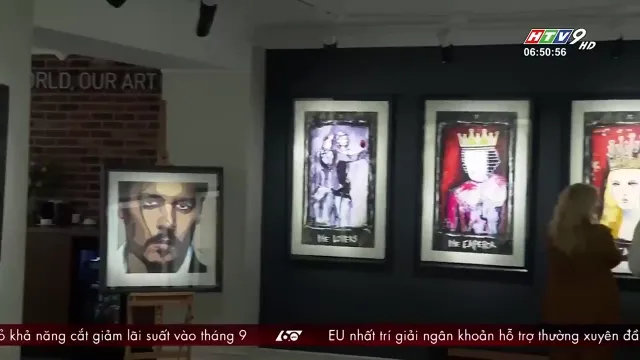 HTV9 HD
06:50:56
ORLD, OUR ART
THE LOVERS
THE EMPEROR
khả năng cắt giảm lãi suất vào tháng 9
60
EU nhất trí giải ngân khoản hỗ trợ thường xuyên đầ